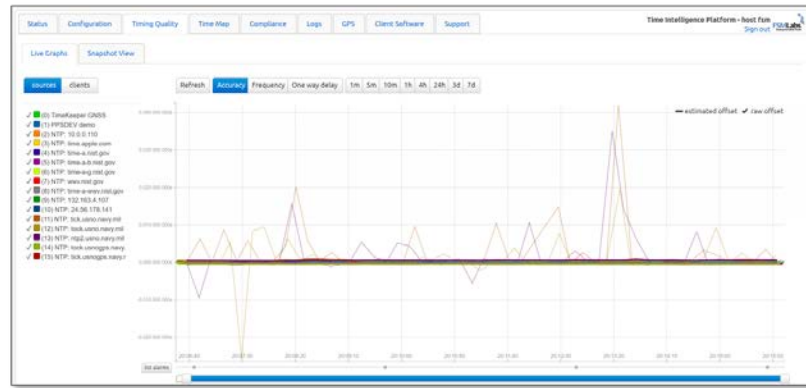 Status Configuration Timing Quality Time Map Compliance Logs GPS Client Software Support
Time Intelligence Platform - host fsm
Sign out
FSMLabs
Live Graphs Snapshot View
sources clients
Refresh Accuracy Frequency One way delay 1m 5m 10m 1h 4h 24h 3d 7d
estimated offset raw offset
(0) TimeKeeper GNSS
(1) PPSDEV demo
(2) NTP: 10.0.0.110
(3) NTP: time.apple.com
(4) NTP: time-a.nist.gov
(5) NTP: time-a-b.nist.gov
(6) NTP: time-a-g.nist.gov
(7) NTP: wwv.nist.gov
(8) NTP: time-a-wwv.nist.gov
(9) NTP: 132.163.4.107
(10) NTP: 24.56.178.141
(11) NTP: tick.usno.navy.mil
(12) NTP: tock.usno.navy.mil
(13) NTP: ntp2.usno.navy.mil
(14) NTP: tock.usnogps.navy
(15) NTP: tick.usnogps.navy.r
list alarms